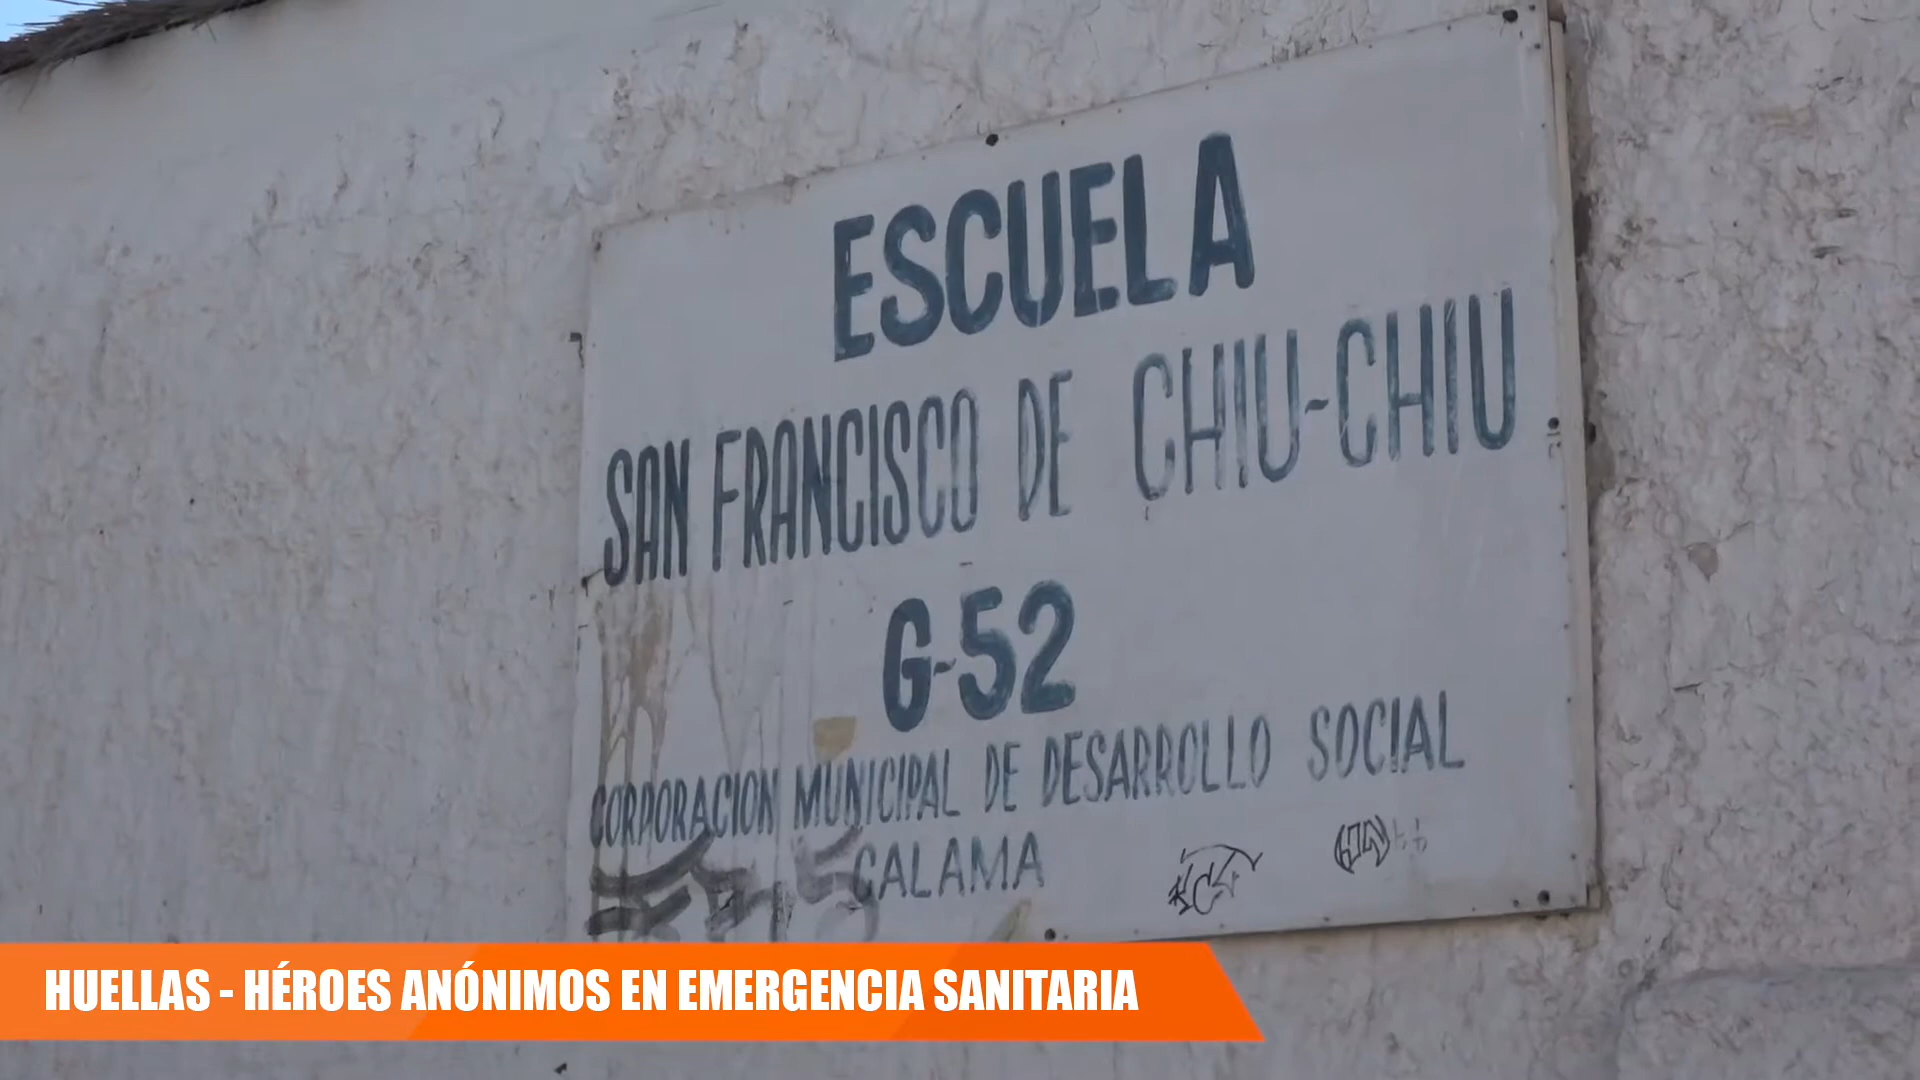 ESCUELA
SAN FRANCISCO DE CHIU-CHIU
G-52
CORPORACION MUNICIPAL DE DESARROLLO SOCIAL
CALAMA
HUELLAS - HÉROES ANÓNIMOS EN EMERGENCIA SANITARIA